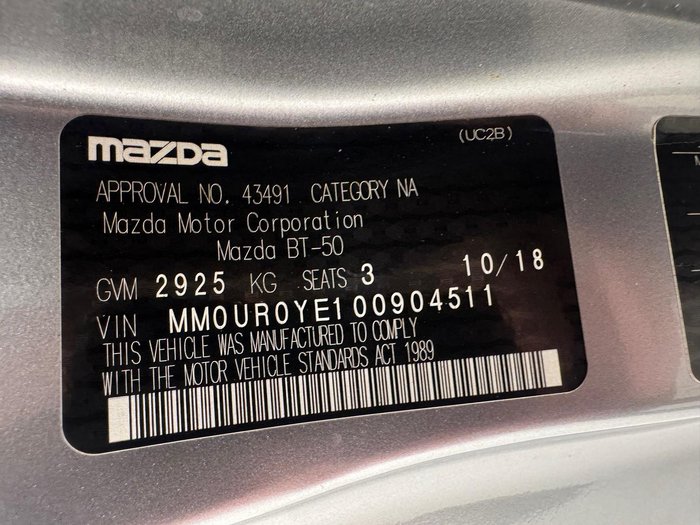 mazda
(UC2B)
APPROVAL NO. 43491 CATEGORY NA
Mazda Motor Corporation
Mazda BT-50
GVM 2925 KG SEATS 3 10/18
VIN MM0UR0YE100904511
THIS VEHICLE WAS MANUFACTURED TO COMPLY
WITH THE MOTOR VEHICLE STANDARDS ACT 1989